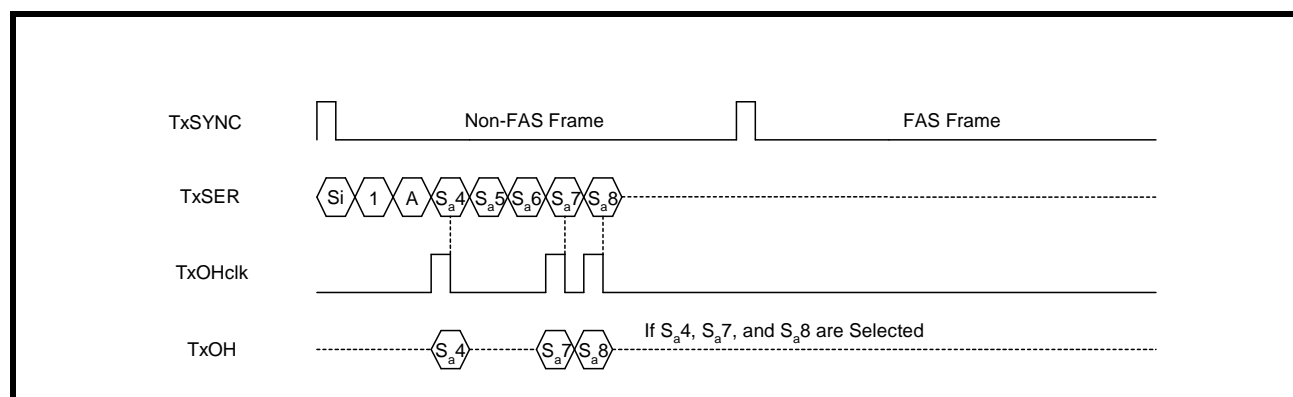 TxSYNC Non-FAS Frame FAS Frame
TxSER Si 1 A Sa4 Sa5 Sa6 Sa7 Sa8
TxOHclk
TxOH Sa4 Sa7 Sa8 If Sa4, Sa7, and Sa8 are Selected